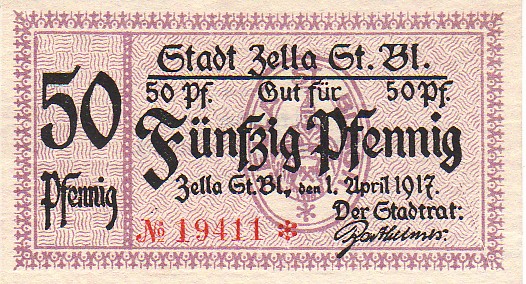 50
Pfennig
Stadt Zella St. Bl.
50 Pf. Gut für 50 Pf.
Fünfzig Pfennig
Zella St. Bl., den 1. April 1917.
Der Stadtrat:
№ 19411 *